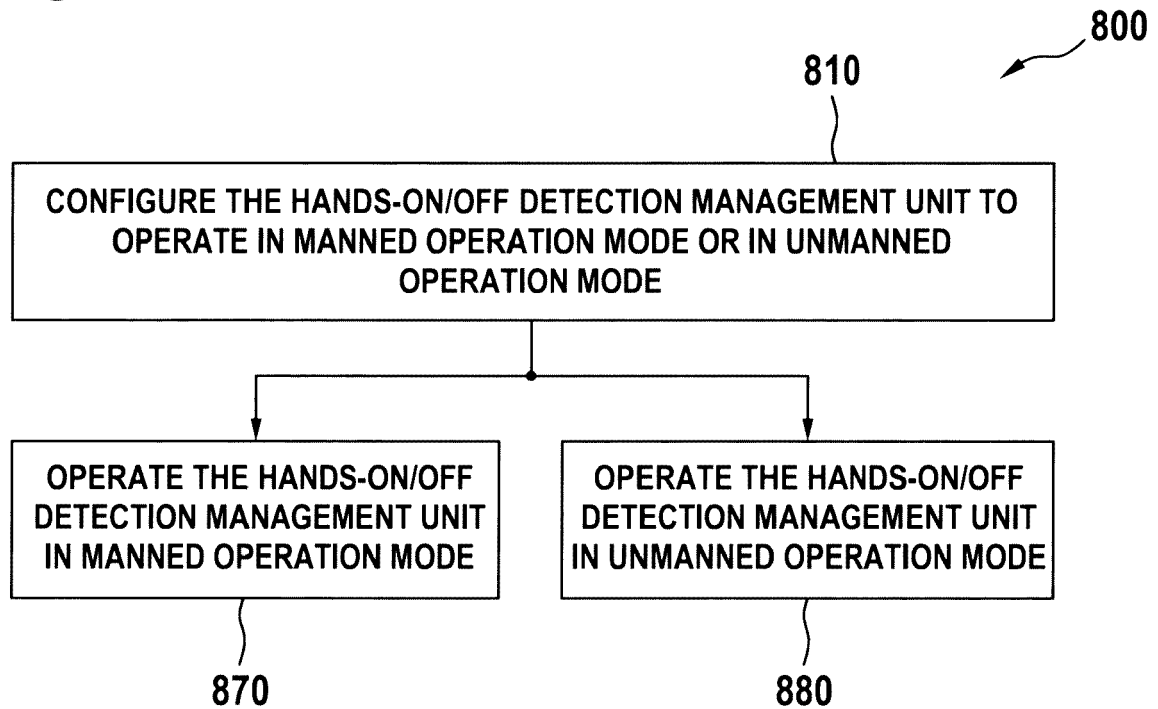 800
810
CONFIGURE THE HANDS-ON/OFF DETECTION MANAGEMENT UNIT TO
OPERATE IN MANNED OPERATION MODE OR IN UNMANNED
OPERATION MODE
OPERATE THE HANDS-ON/OFF
DETECTION MANAGEMENT UNIT
IN MANNED OPERATION MODE
OPERATE THE HANDS-ON/OFF
DETECTION MANAGEMENT UNIT
IN UNMANNED OPERATION MODE
870
880